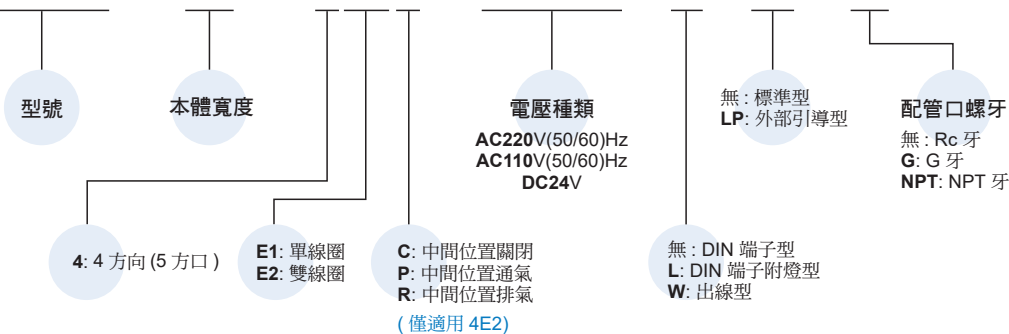 型號
本體寬度
電壓種類
AC220V(50/60)Hz
AC110V(50/60)Hz
DC24V
無 : 標準型
LP: 外部引導型
配管口螺牙
無 : Rc 牙
G: G 牙
NPT: NPT 牙
4: 4 方向 (5 方口 )
E1: 單線圈
E2: 雙線圈
C: 中間位置關閉
P: 中間位置通氣
R: 中間位置排氣
( 僅適用 4E2)
無 : DIN 端子型
L: DIN 端子附燈型
W: 出線型